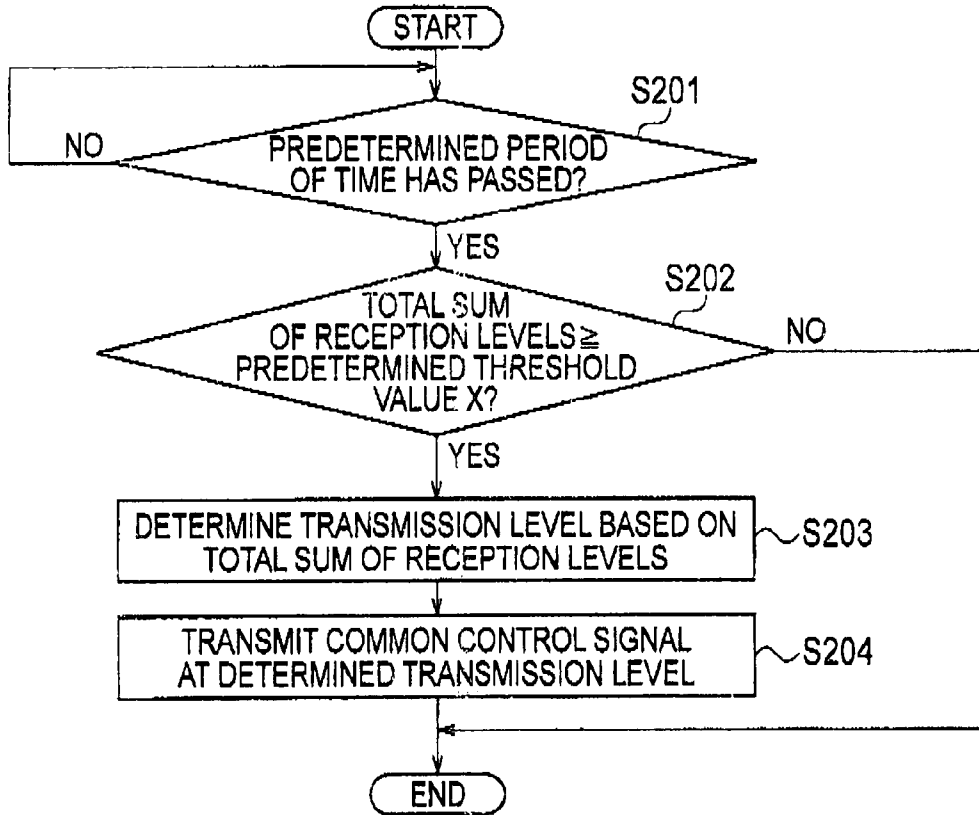 START
S201
NO
PREDETERMINED PERIOD
OF TIME HAS PASSED?
YES
S202
TOTAL SUM
OF RECEPTION LEVELS≧
PREDETERMINED THRESHOLD
VALUE X?
NO
YES
DETERMINE TRANSMISSION LEVEL BASED ON
TOTAL SUM OF RECEPTION LEVELS
S203
TRANSMIT COMMON CONTROL SIGNAL
AT DETERMINED TRANSMISSION LEVEL
S204
END